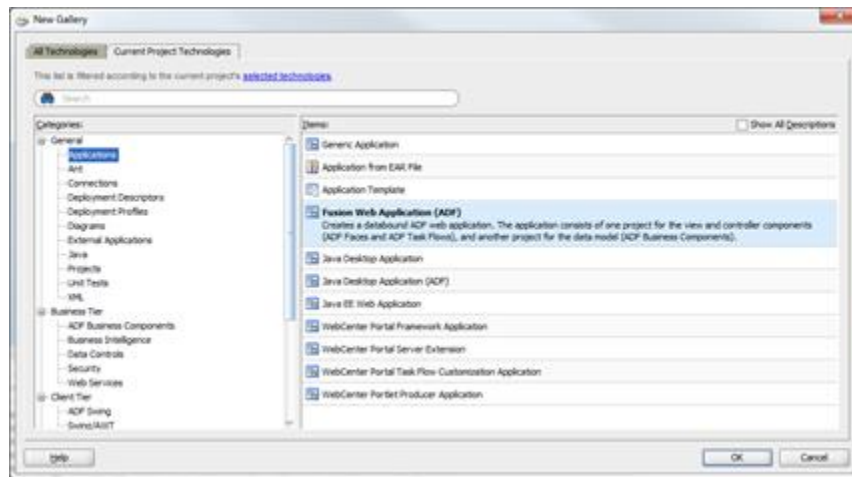 New Gallery
All Technologies
Current Project Technologies
This list is filtered according to the current project's selected technologies.
Search
Categories:
General
Applications
Ant
Connections
Deployment Descriptors
Deployment Profiles
Diagrams
External Applications
Java
Projects
Unit Tests
XML
Business Tier
ADF Business Components
Business Intelligence
Data Controls
Security
Web Services
Client Tier
ADF Swing
Swing/AWT
Items:
Show All Descriptions
Generic Application
Application from EAR File
Application Template
Fusion Web Application (ADF)
Creates a databound ADF web application. The application consists of one project for the view and controller components
(ADF Faces and ADF Task Flows), and another project for the data model (ADF Business Components).
Java Desktop Application
Java Desktop Application (ADF)
Java EE Web Application
WebCenter Portal Framework Application
WebCenter Portal Server Extension
WebCenter Portal Task Flow Customization Application
WebCenter Portlet Producer Application
Help
OK
Cancel